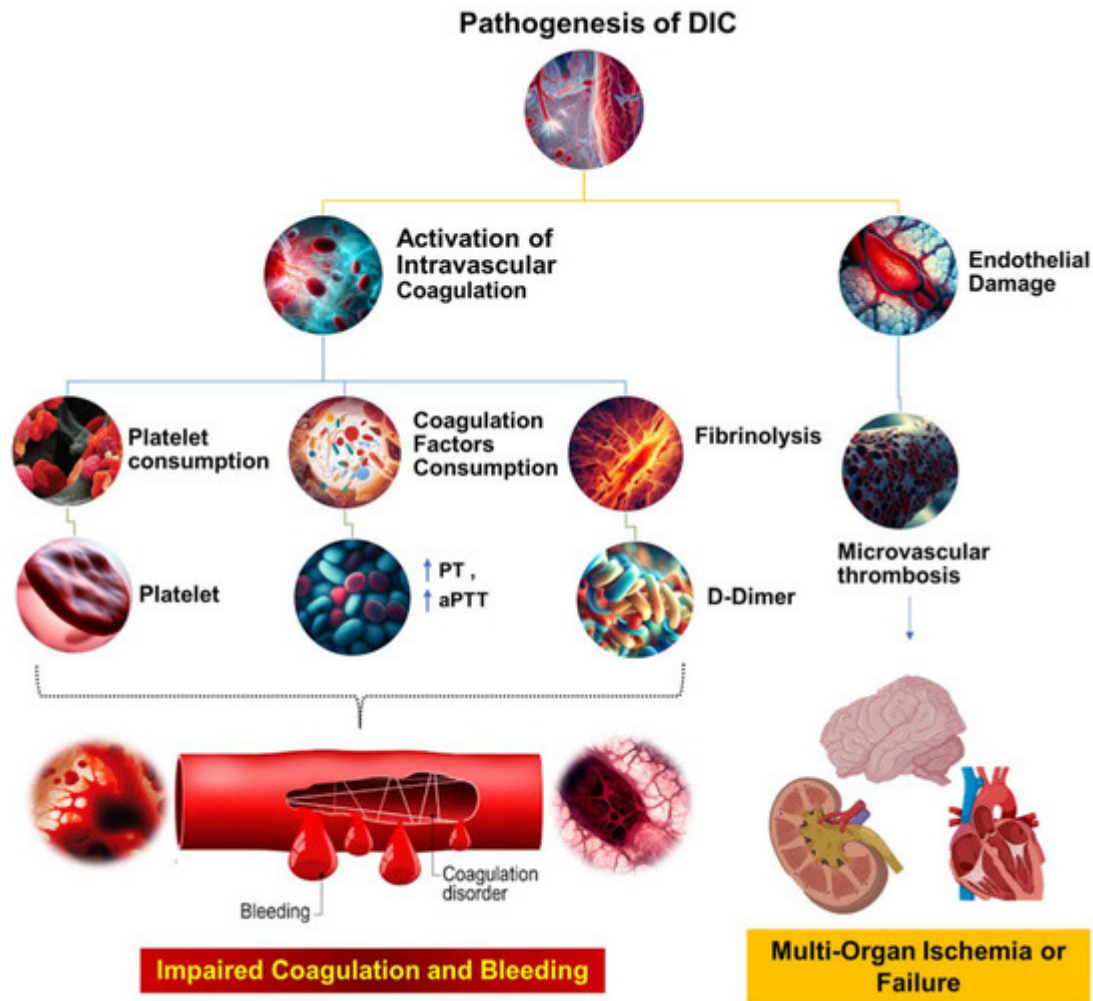 Pathogenesis of DIC
Activation of
Intravascular
Coagulation
Endothelial
Damage
Platelet
consumption
Coagulation
Factors
Consumption
Fibrinolysis
Microvascular
thrombosis
Platelet
↑ PT ,
↑ aPTT
D-Dimer
Bleeding
Coagulation
disorder
Impaired Coagulation and Bleeding
Multi-Organ Ischemia or
Failure